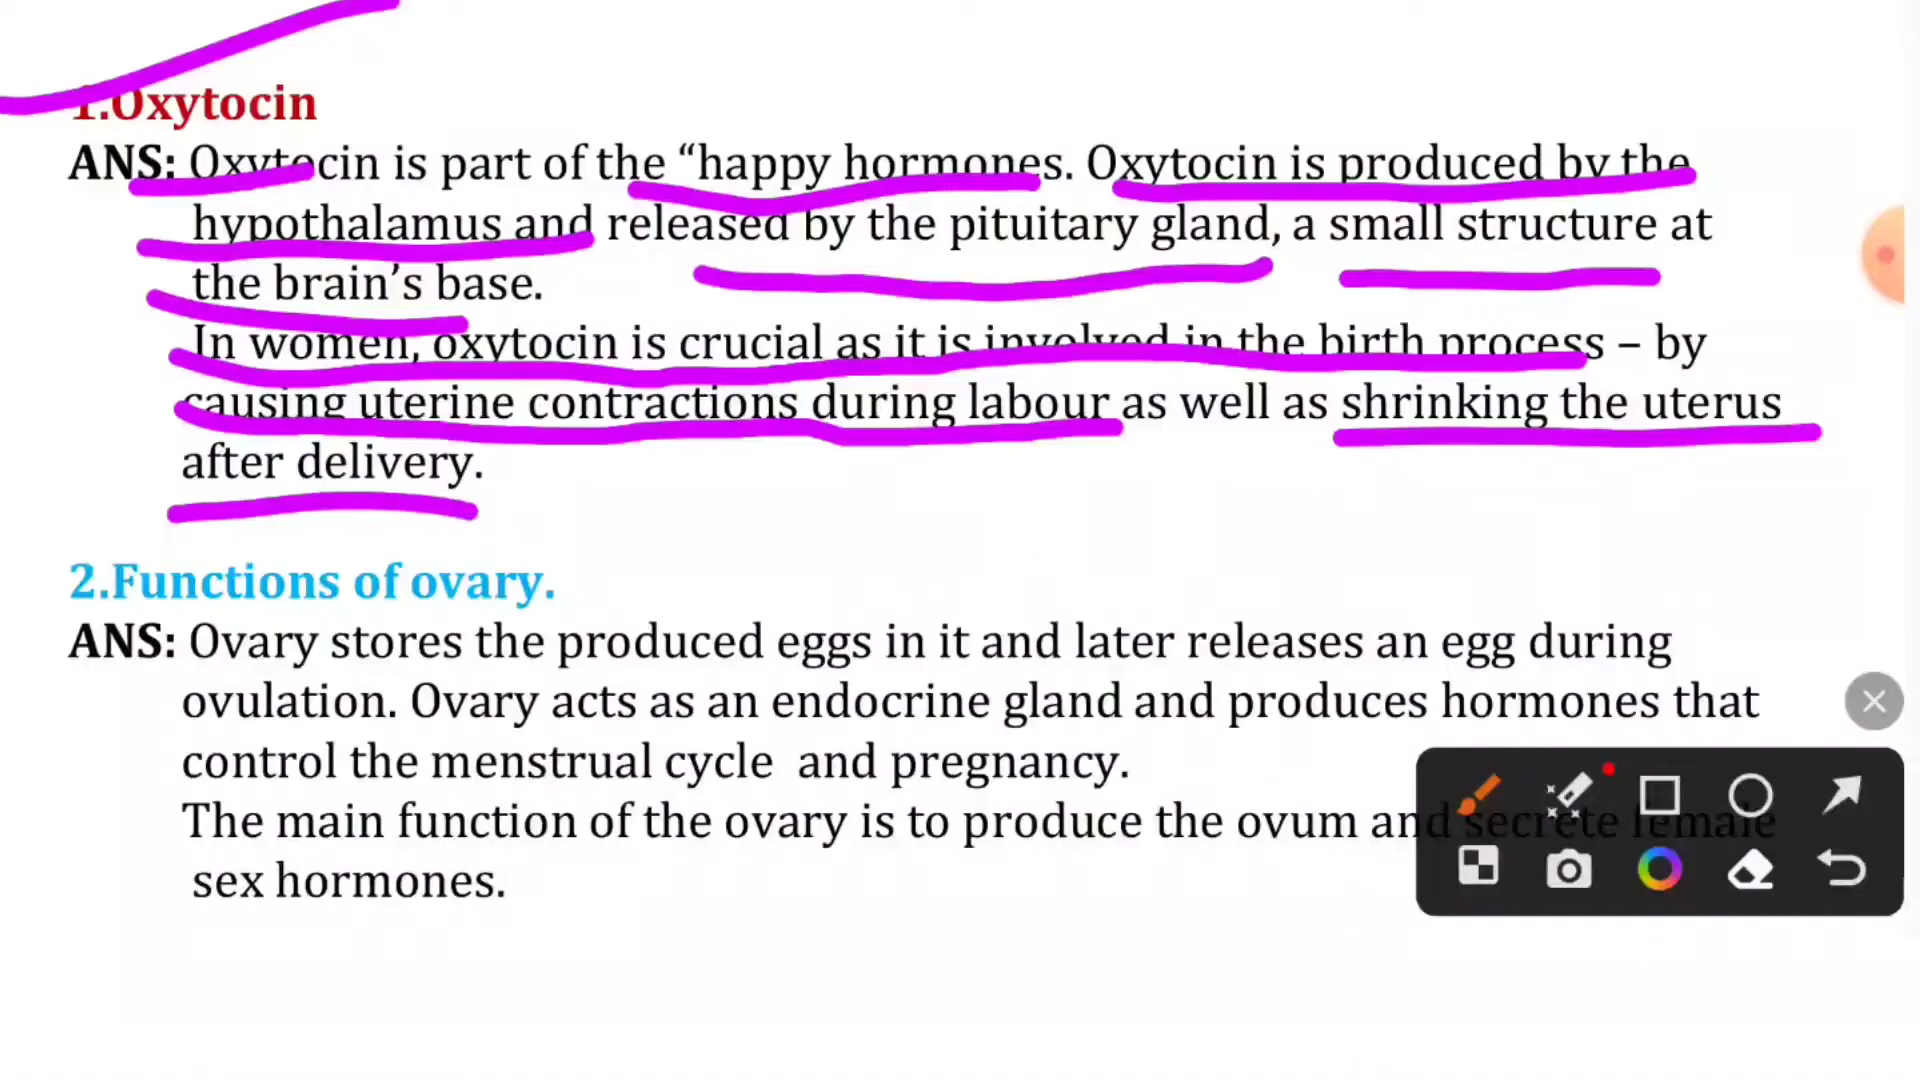 1.Oxytocin
ANS: Oxytocin is part of the “happy hormones. Oxytocin is produced by the
hypothalamus and released by the pituitary gland, a small structure at
the brain’s base.
In women, oxytocin is crucial as it is involved in the birth process – by
causing uterine contractions during labour as well as shrinking the uterus
after delivery.
2.Functions of ovary.
ANS: Ovary stores the produced eggs in it and later releases an egg during
ovulation. Ovary acts as an endocrine gland and produces hormones that
control the menstrual cycle  and pregnancy.
The main function of the ovary is to produce the ovum and secrete female
sex hormones.